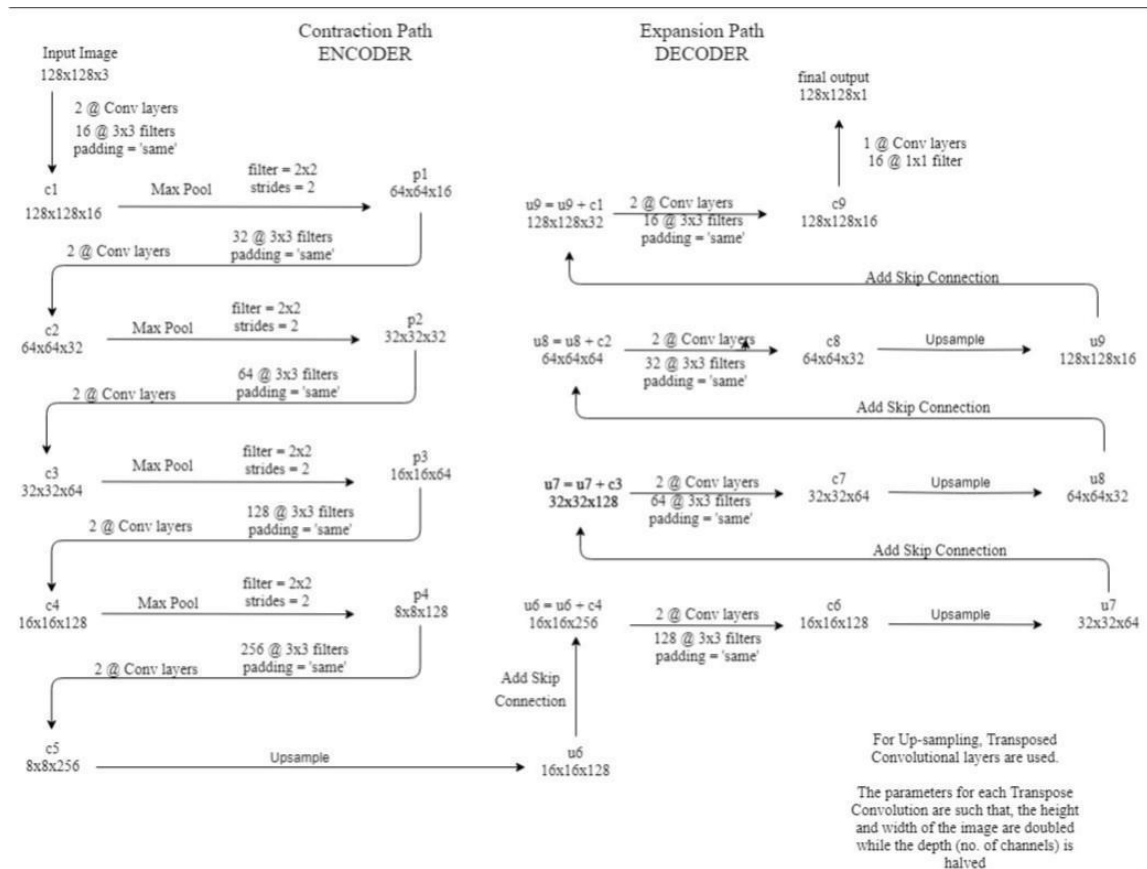 Contraction Path
ENCODER
Input Image
128x128x3
2 @ Conv layers
16 @ 3x3 filters
padding = 'same'
c1
128x128x16
Max Pool
filter = 2x2
strides = 2
p1
64x64x16
2 @ Conv layers
32 @ 3x3 filters
padding = 'same'
c2
64x64x32
Max Pool
filter = 2x2
strides = 2
p2
32x32x32
2 @ Conv layers
64 @ 3x3 filters
padding = 'same'
c3
32x32x64
Max Pool
filter = 2x2
strides = 2
p3
16x16x64
2 @ Conv layers
128 @ 3x3 filters
padding = 'same'
c4
16x16x128
Max Pool
filter = 2x2
strides = 2
p4
8x8x128
2 @ Conv layers
256 @ 3x3 filters
padding = 'same'
c5
8x8x256
Upsample
u6
16x16x128
Add Skip
Connection
Expansion Path
DECODER
final output
128x128x1
1 @ Conv layers
16 @ 1x1 filter
u9 = u9 + c1
128x128x32
2 @ Conv layers
16 @ 3x3 filters
padding = 'same'
c9
128x128x16
Add Skip Connection
u8 = u8 + c2
64x64x64
2 @ Conv layers
32 @ 3x3 filters
padding = 'same'
c8
64x64x32
Upsample
u9
128x128x16
Add Skip Connection
u7 = u7 + c3
32x32x128
2 @ Conv layers
64 @ 3x3 filters
padding = 'same'
c7
32x32x64
Upsample
u8
64x64x32
Add Skip Connection
u6 = u6 + c4
16x16x256
2 @ Conv layers
128 @ 3x3 filters
padding = 'same'
c6
16x16x128
Upsample
u7
32x32x64
For Up-sampling, Transposed
Convolutional layers are used.
The parameters for each Transpose
Convolution are such that, the height
and width of the image are doubled
while the depth (no. of channels) is
halved